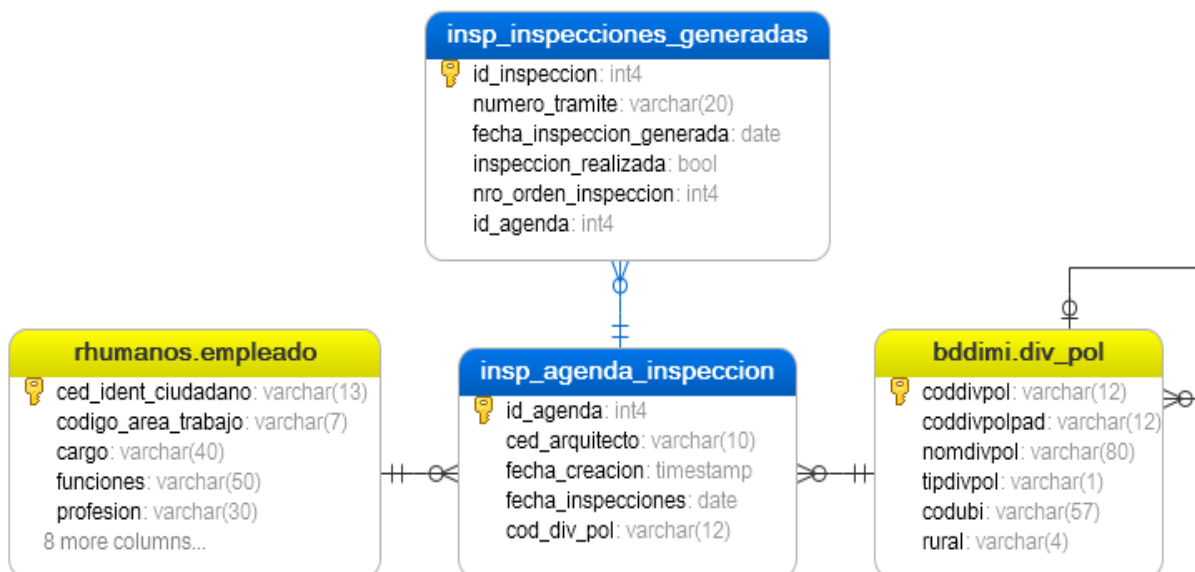 insp_inspecciones_generadas
id_inspeccion: int4
numero_tramite: varchar(20)
fecha_inspeccion_generada: date
inspeccion_realizada: bool
nro_orden_inspeccion: int4
id_agenda: int4
rhumanos.empleado
ced_ident_ciudadano: varchar(13)
codigo_area_trabajo: varchar(7)
cargo: varchar(40)
funciones: varchar(50)
profesion: varchar(30)
8 more columns...
insp_agenda_inspeccion
id_agenda: int4
ced_arquitecto: varchar(10)
fecha_creacion: timestamp
fecha_inspecciones: date
cod_div_pol: varchar(12)
bddimi.div_pol
coddivpol: varchar(12)
coddivpolpad: varchar(12)
nomdivpol: varchar(80)
tipdivpol: varchar(1)
codubi: varchar(57)
rural: varchar(4)